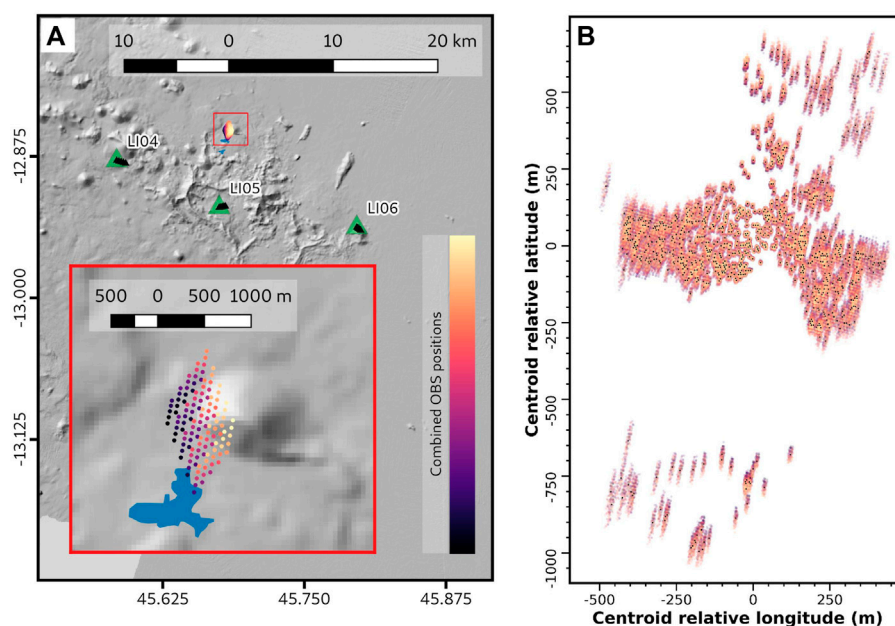 A
10 0 10 20 km
LI04
LI05
LI06
-12.875
-13.000
-13.125
500 0 500 1000 m
Combined OBS positions
45.625 45.750 45.875
B
Centroid relative latitude (m)
500
250
0
-250
-500
-750
-1000
-500 -250 0 250
Centroid relative longitude (m)